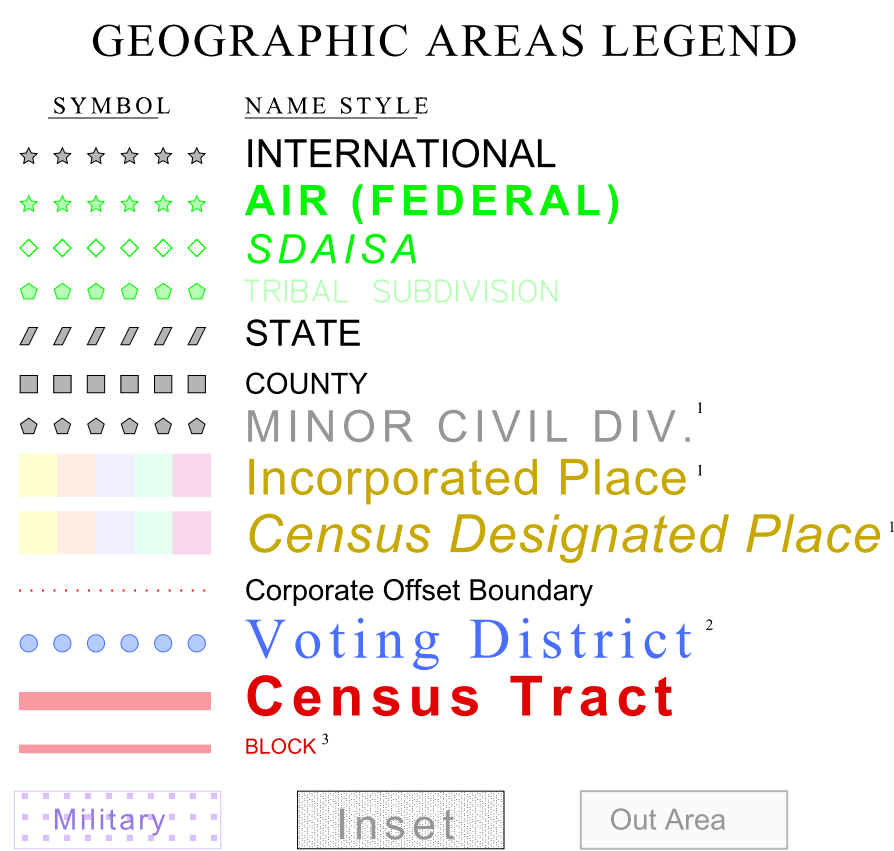 GEOGRAPHIC AREAS LEGEND
SYMBOL NAME STYLE
INTERNATIONAL
AIR (FEDERAL)
SDAISA
TRIBAL SUBDIVISION
STATE
COUNTY
MINOR CIVIL DIV. 1
Incorporated Place 1
Census Designated Place 1
Corporate Offset Boundary
Voting District 2
Census Tract
BLOCK 3
Military Inset Out Area